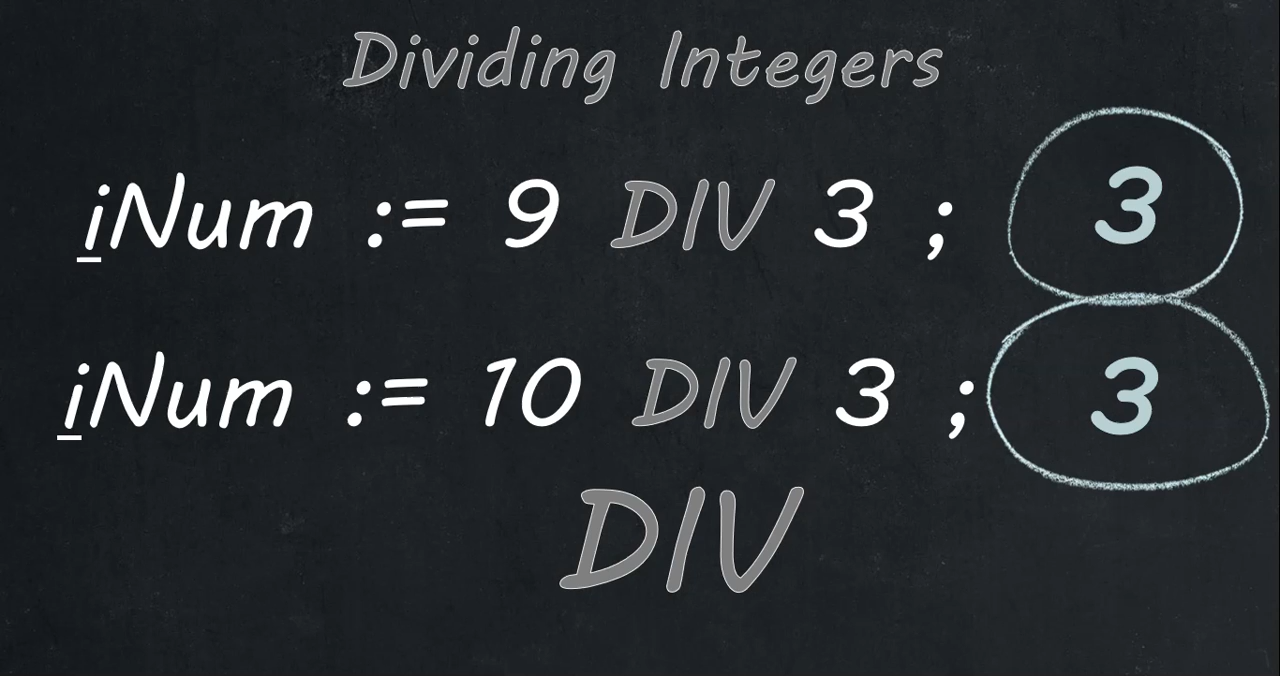 Dividing Integers
iNum := 9 DIV 3 ; 3
iNum := 10 DIV 3 ; 3
DIV